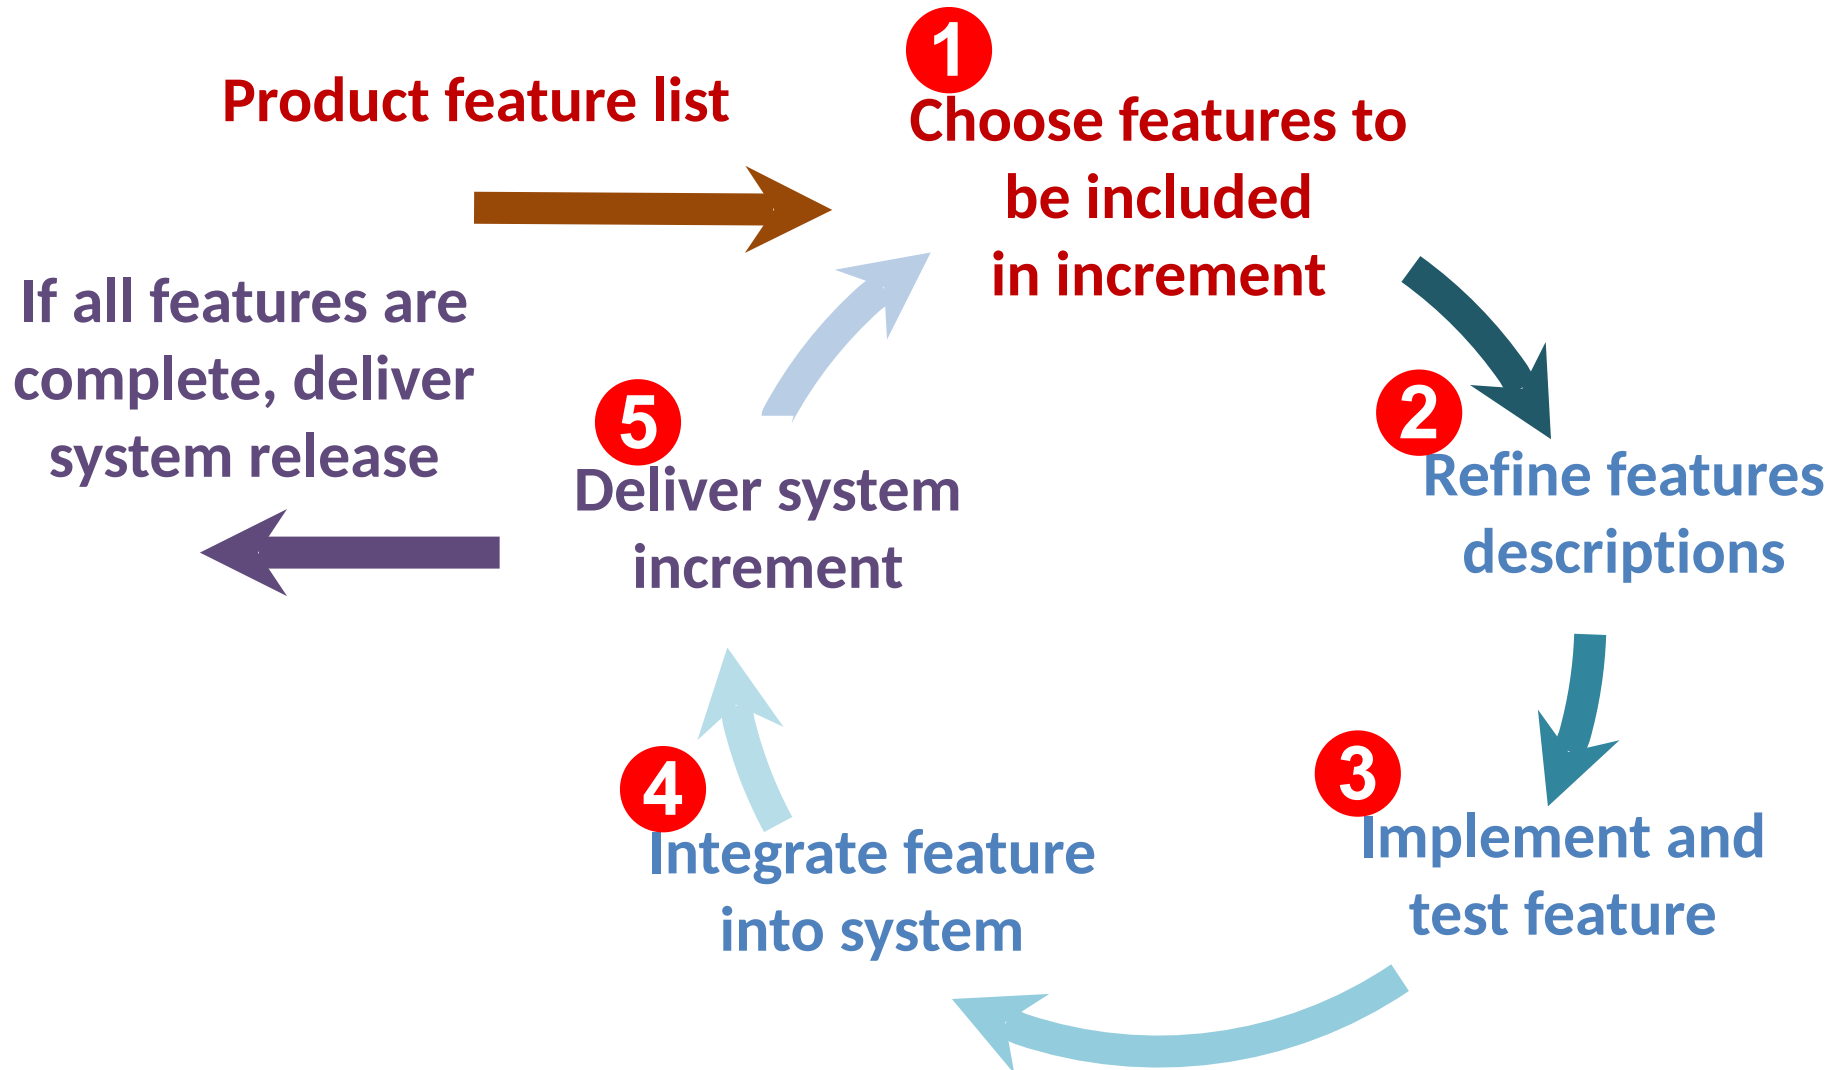 Product feature list
1
Choose features to
be included
in increment
2
Refine features
descriptions
3
Implement and
test feature
4
Integrate feature
into system
5
Deliver system
increment
If all features are
complete, deliver
system release